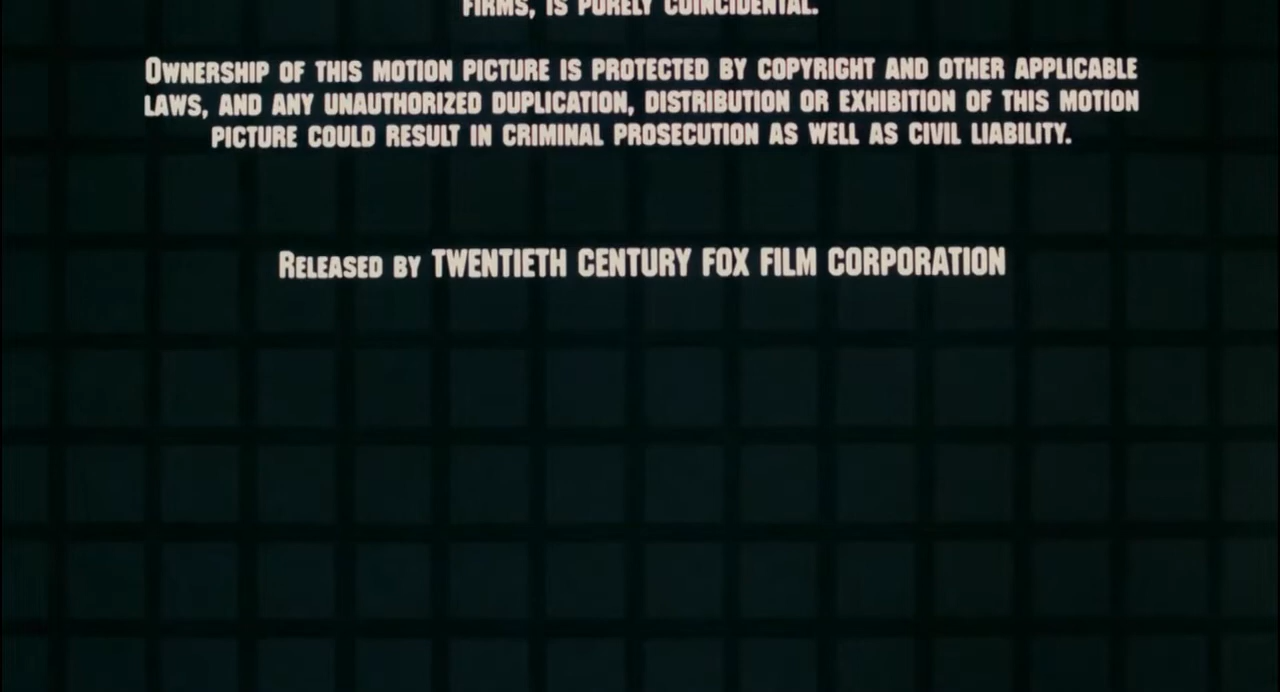 FIRMS, IS PURELY COINCIDENTAL.
OWNERSHIP OF THIS MOTION PICTURE IS PROTECTED BY COPYRIGHT AND OTHER APPLICABLE
LAWS, AND ANY UNAUTHORIZED DUPLICATION, DISTRIBUTION OR EXHIBITION OF THIS MOTION
PICTURE COULD RESULT IN CRIMINAL PROSECUTION AS WELL AS CIVIL LIABILITY.
RELEASED BY TWENTIETH CENTURY FOX FILM CORPORATION